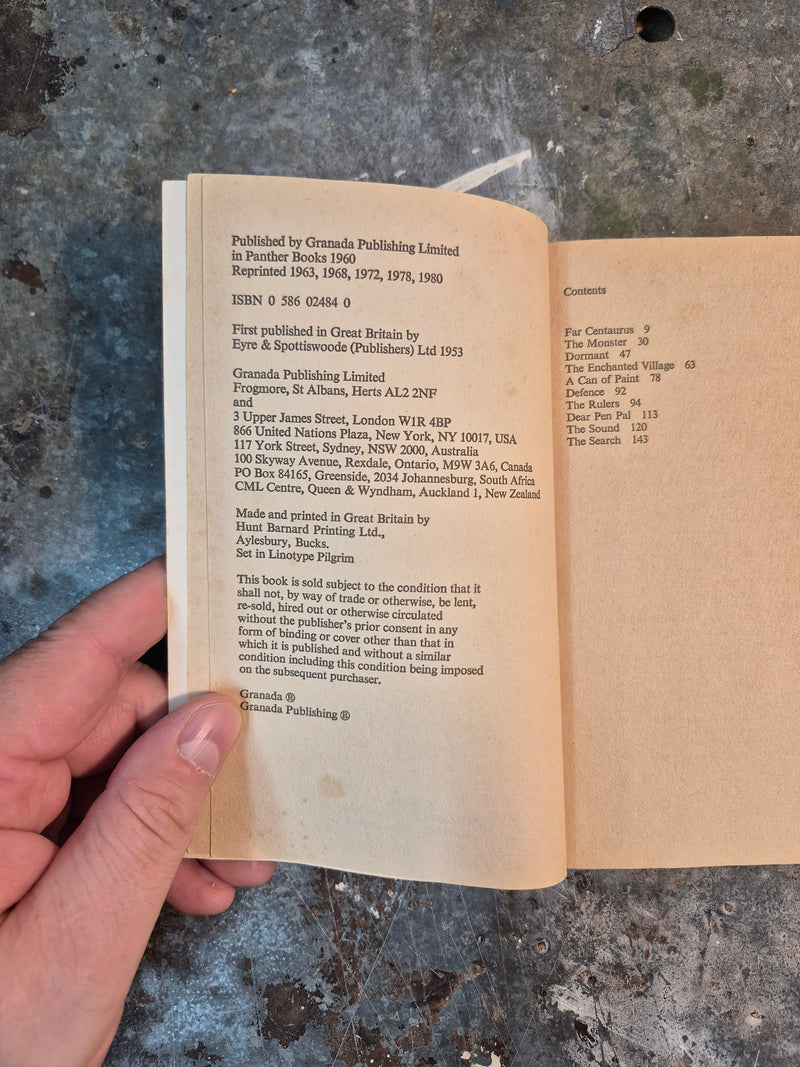 Published by Granada Publishing Limited
in Panther Books 1960
Reprinted 1963, 1968, 1972, 1978, 1980
ISBN 0 586 02484 0
First published in Great Britain by
Eyre & Spottiswoode (Publishers) Ltd 1953
Granada Publishing Limited
Frogmore, St Albans, Herts AL2 2NF
and
3 Upper James Street, London W1R 4BP
866 United Nations Plaza, New York, NY 10017, USA
117 York Street, Sydney, NSW 2000, Australia
100 Skyway Avenue, Rexdale, Ontario, M9W 3A6, Canada
PO Box 84165, Greenside, 2034 Johannesburg, South Africa
CML Centre, Queen & Wyndham, Auckland 1, New Zealand
Made and printed in Great Britain by
Hunt Barnard Printing Ltd.,
Aylesbury, Bucks.
Set in Linotype Pilgrim
This book is sold subject to the condition that it
shall not, by way of trade or otherwise, be lent,
re-sold, hired out or otherwise circulated
without the publisher's prior consent in any
form of binding or cover other than that in
which it is published and without a similar
condition including this condition being imposed
on the subsequent purchaser.
Granada ®
Granada Publishing ®
Contents
Far Centaurus 9
The Monster 30
Dormant 47
The Enchanted Village 63
A Can of Paint 78
Defence 92
The Rulers 94
Dear Pen Pal 113
The Sound 120
The Search 143